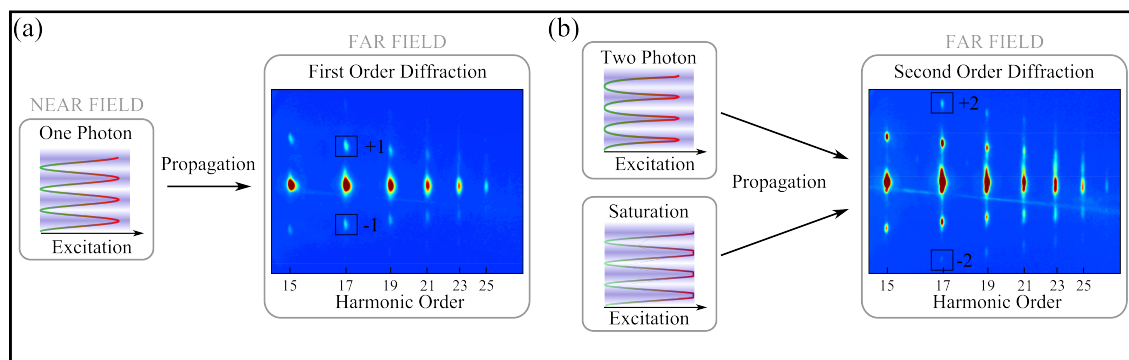 (a)
NEAR FIELD
One Photon
Excitation
Propagation
FAR FIELD
First Order Diffraction
+1
-1
15 17 19 21 23 25
Harmonic Order
(b)
Two Photon
Excitation
Saturation
Excitation
Propagation
FAR FIELD
Second Order Diffraction
+2
-2
15 17 19 21 23 25
Harmonic Order